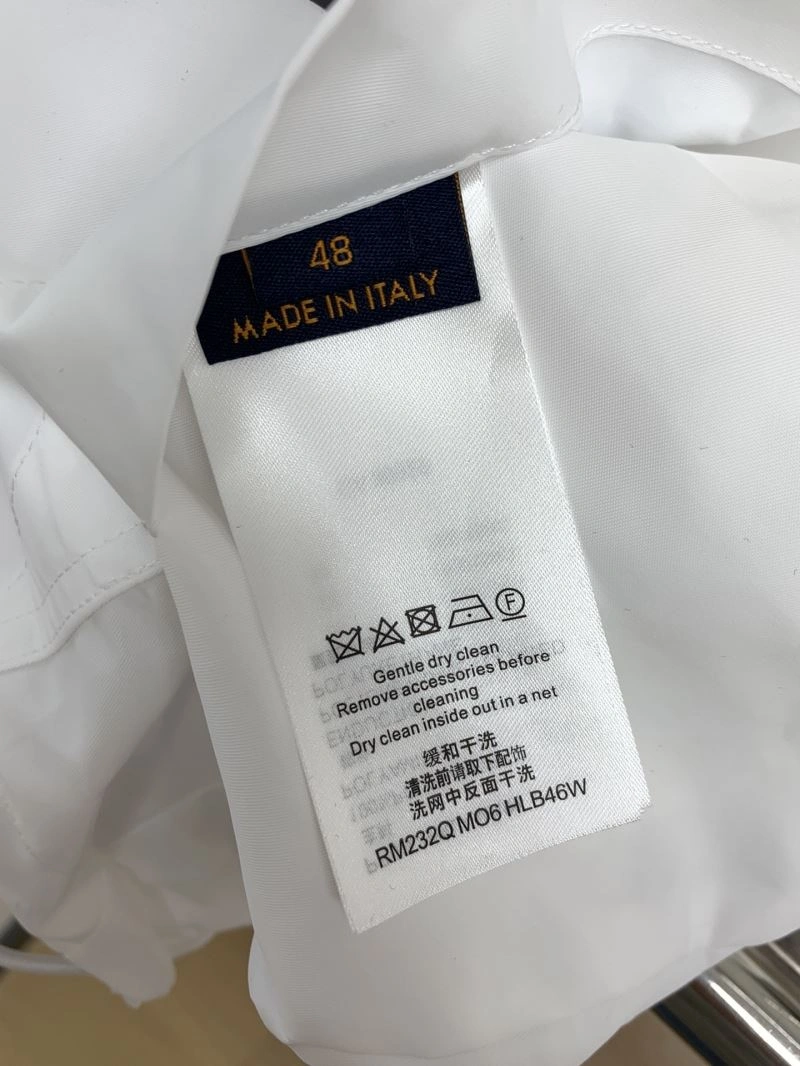 48
MADE IN ITALY
F
Gentle dry clean
Remove accessories before
cleaning
Dry clean inside out in a net
缓和干洗
清洗前请取下配饰
洗网中反面干洗
RM232Q MO6 HLB46W